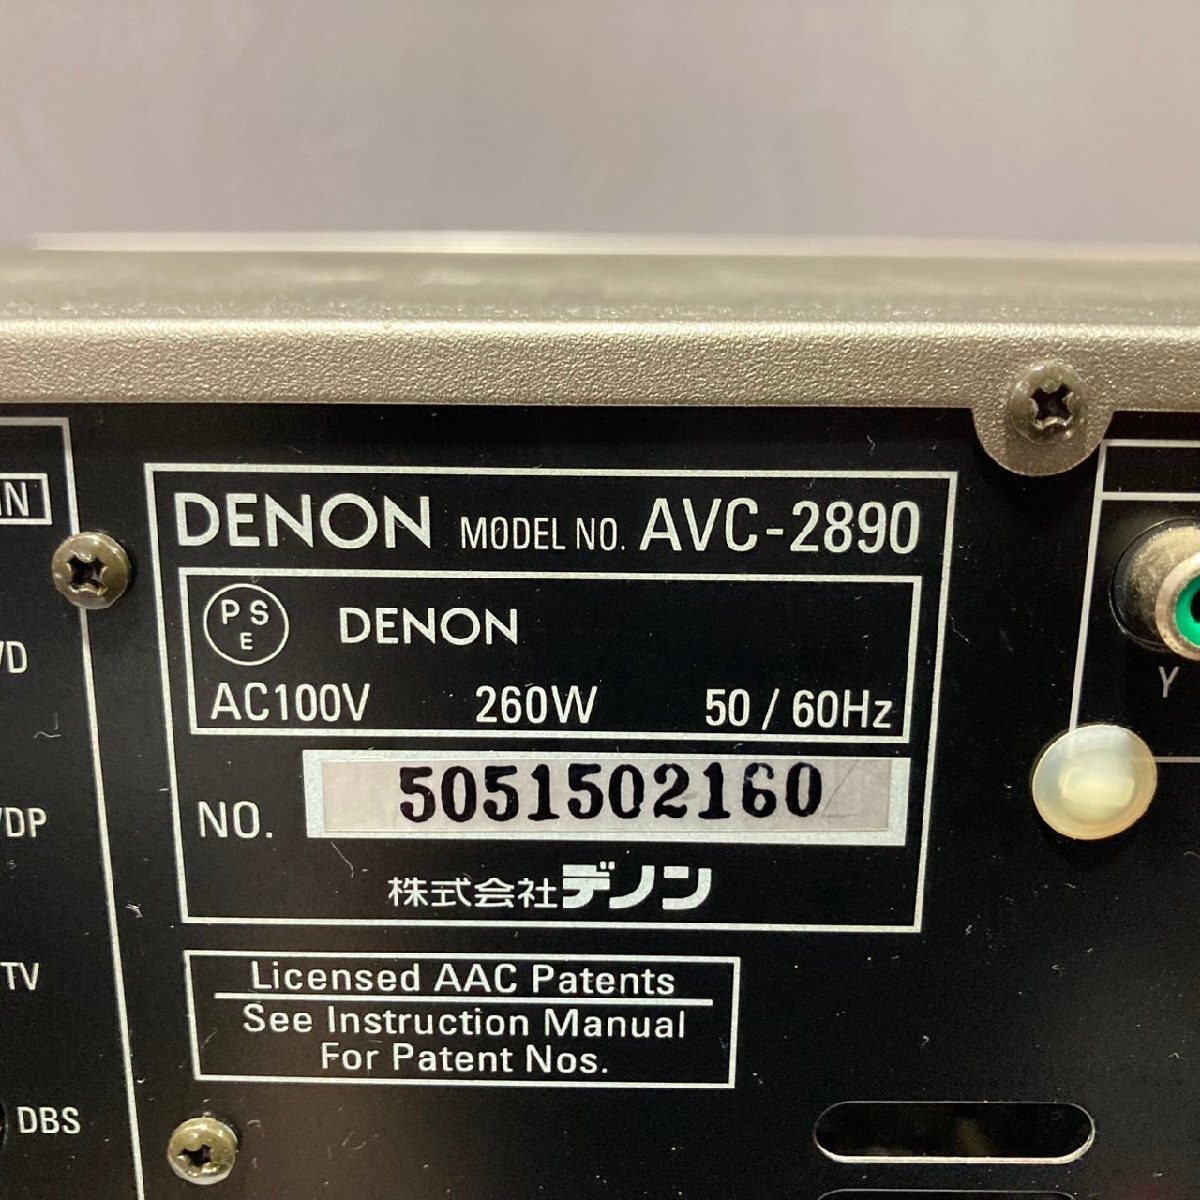 IN
VD
VDP
TV
DBS
DENON MODEL NO. AVC-2890
PSE DENON
AC100V 260W 50 / 60Hz
NO. 5051502160
株式会社デノン
Licensed AAC Patents
See Instruction Manual
For Patent Nos.
Y